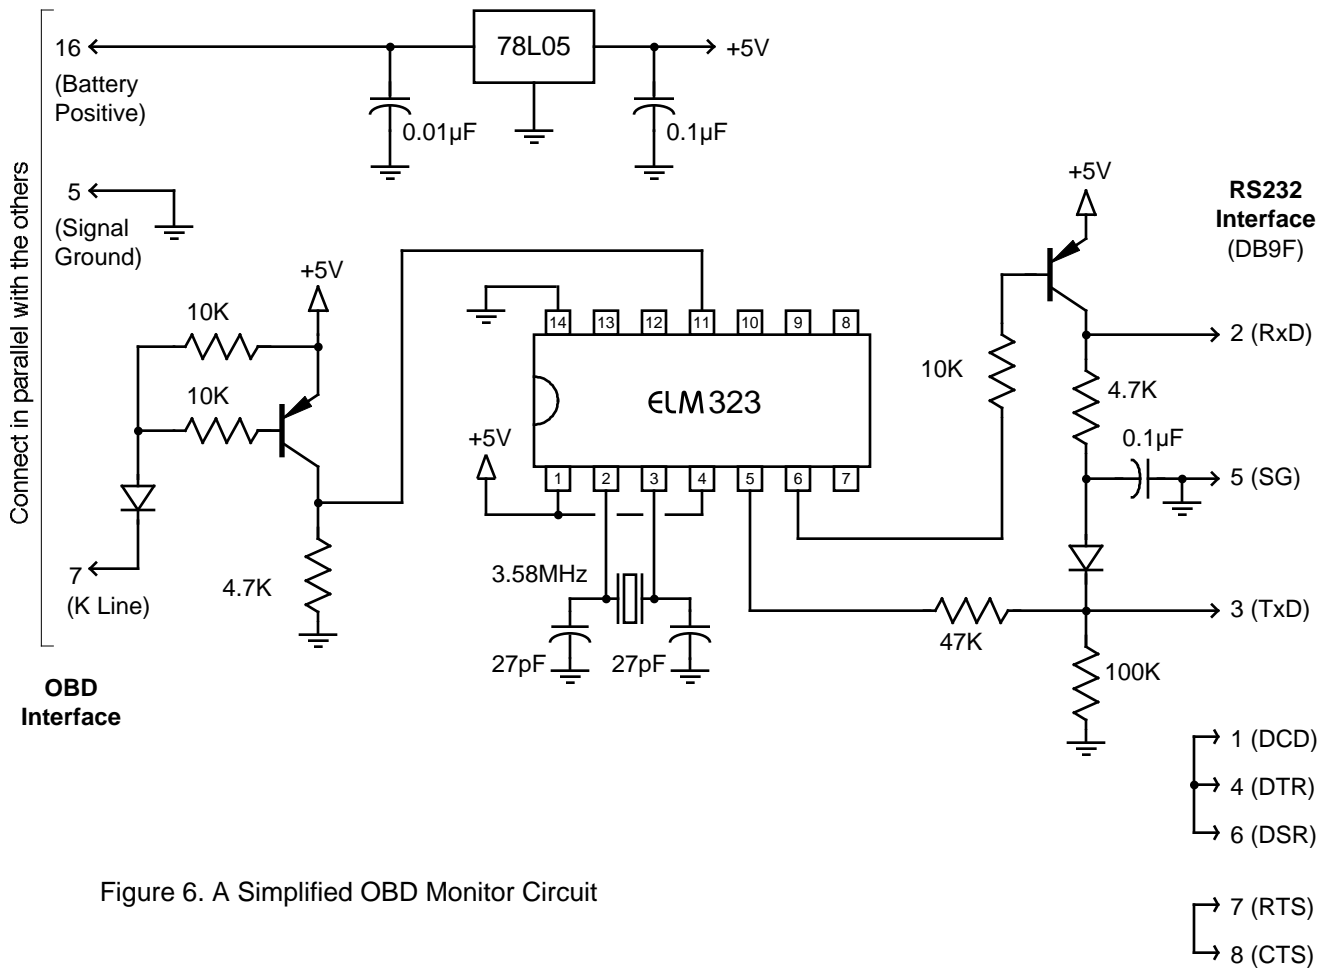 16
(Battery
Positive)
78L05
+5V
0.01µF
0.1µF
5
(Signal
Ground)
Connect in parallel with the others
+5V
10K
10K
4.7K
7
(K Line)
OBD
Interface
14
13
12
11
10
9
8
ELM323
+5V
1
2
3
4
5
6
7
3.58MHz
27pF
27pF
+5V
RS232
Interface
(DB9F)
10K
2 (RxD)
4.7K
0.1µF
5 (SG)
3 (TxD)
47K
100K
1 (DCD)
4 (DTR)
6 (DSR)
7 (RTS)
8 (CTS)
Figure 6. A Simplified OBD Monitor Circuit